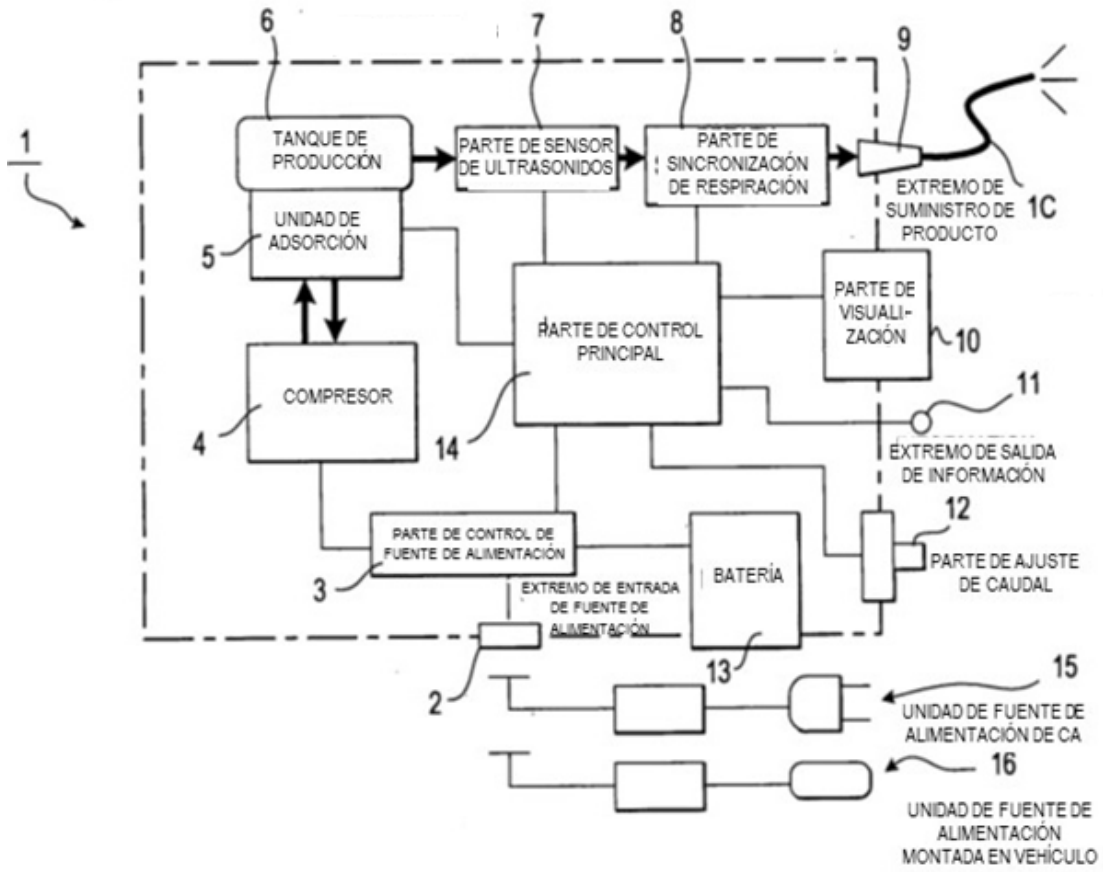 6
7
8
9
1
TANQUE DE
PRODUCCIÓN
PARTE DE SENSOR
DE ULTRASONIDOS
PARTE DE
SINCRONIZACIÓN
DE RESPIRACIÓN
EXTREMO DE
SUMINISTRO DE
PRODUCTO
1C
UNIDAD DE
ADSORCIÓN
5
PARTE DE CONTROL
PRINCIPAL
14
PARTE DE
VISUALI-
ZACIÓN
10
COMPRESOR
4
11
EXTREMO DE SALIDA
DE INFORMACIÓN
PARTE DE CONTROL DE
FUENTE DE ALIMENTACIÓN
3
BATERÍA
13
12
PARTE DE AJUSTE
DE CAUDAL
EXTREMO DE ENTRADA
DE FUENTE DE
ALIMENTACIÓN
2
15
UNIDAD DE FUENTE DE
ALIMENTACIÓN DE CA
16
UNIDAD DE FUENTE DE
ALIMENTACIÓN
MONTADA EN VEHÍCULO